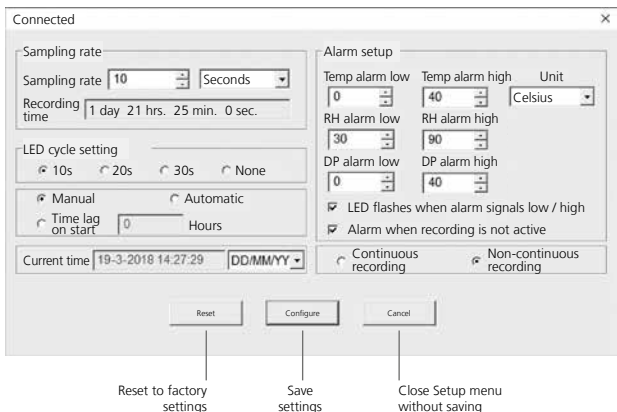 Connected
Sampling rate
Sampling rate 10 Seconds
Recording
time 1 day 21 hrs. 25 min. 0 sec.
LED cycle setting
10s 20s 30s None
Manual Automatic
Time lag
on start 0 Hours
Current time 19-3-2018 14:27:29 DD/MM/YY
Alarm setup
Temp alarm low Temp alarm high Unit
0 40 Celsius
RH alarm low RH alarm high
30 90
DP alarm low DP alarm high
0 40
LED flashes when alarm signals low / high
Alarm when recording is not active
Continuous
recording
Non-continuous
recording
Reset Configure Cancel
Reset to factory
settings
Save
settings
Close Setup menu
without saving